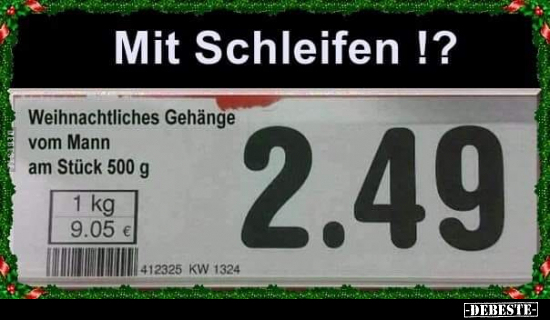 Mit Schleifen !?
Weihnachtliches Gehänge
vom Mann
am Stück 500 g
2.49
1 kg
9.05 €
412325 KW 1324
-DEBESTE-